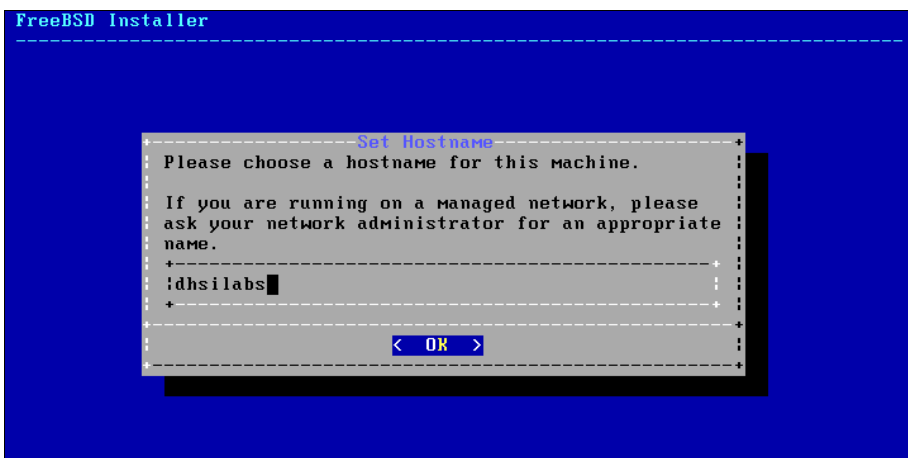 FreeBSD Installer
Set Hostname
Please choose a hostname for this machine.
If you are running on a managed network, please
ask your network administrator for an appropriate
name.
dhsilabs
< OK >